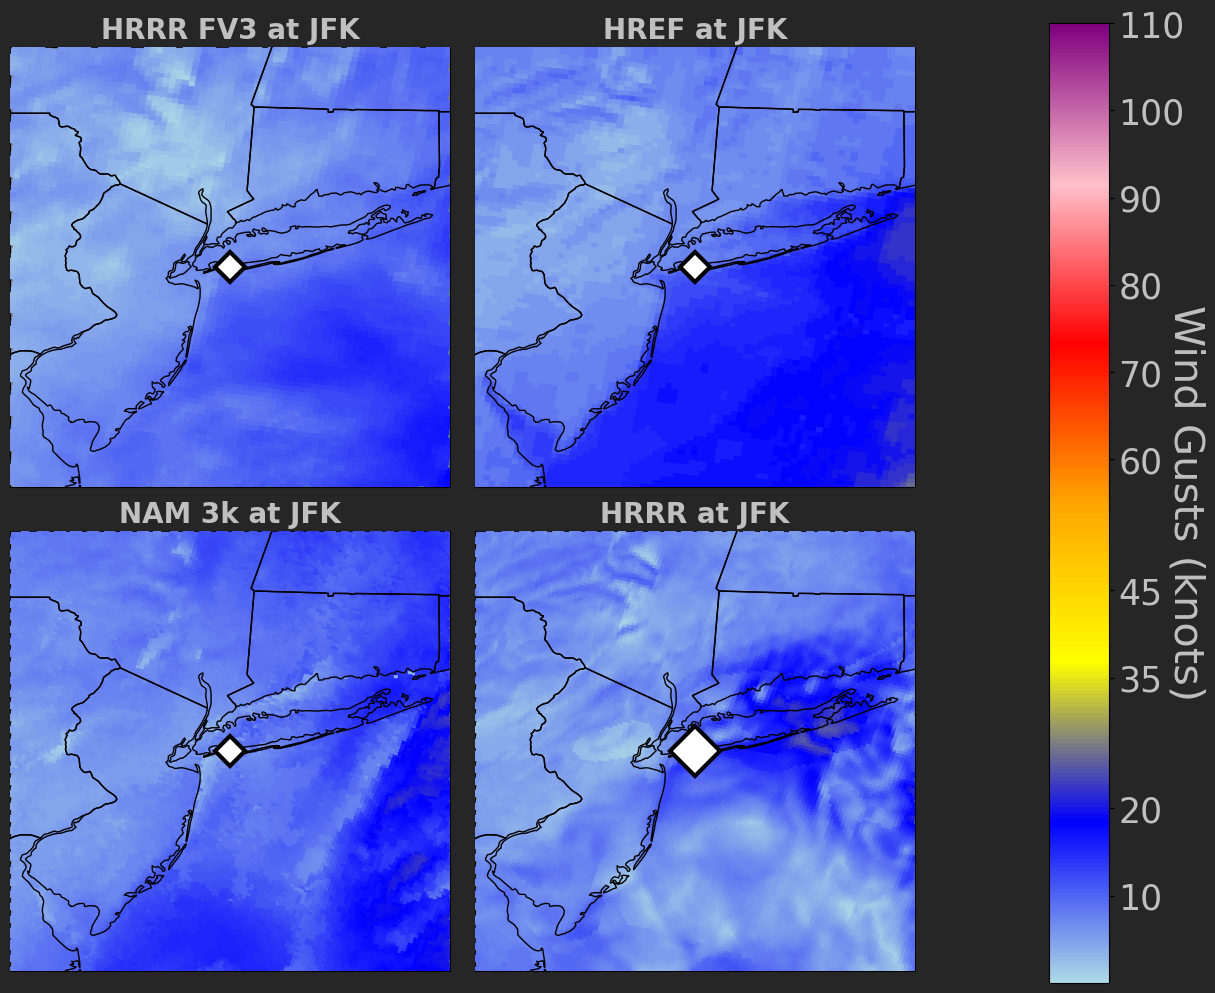 HRRR FV3 at JFK
HREF at JFK
NAM 3k at JFK
HRRR at JFK
110
100
90
80
70
60
45
35
20
10
Wind Gusts (knots)